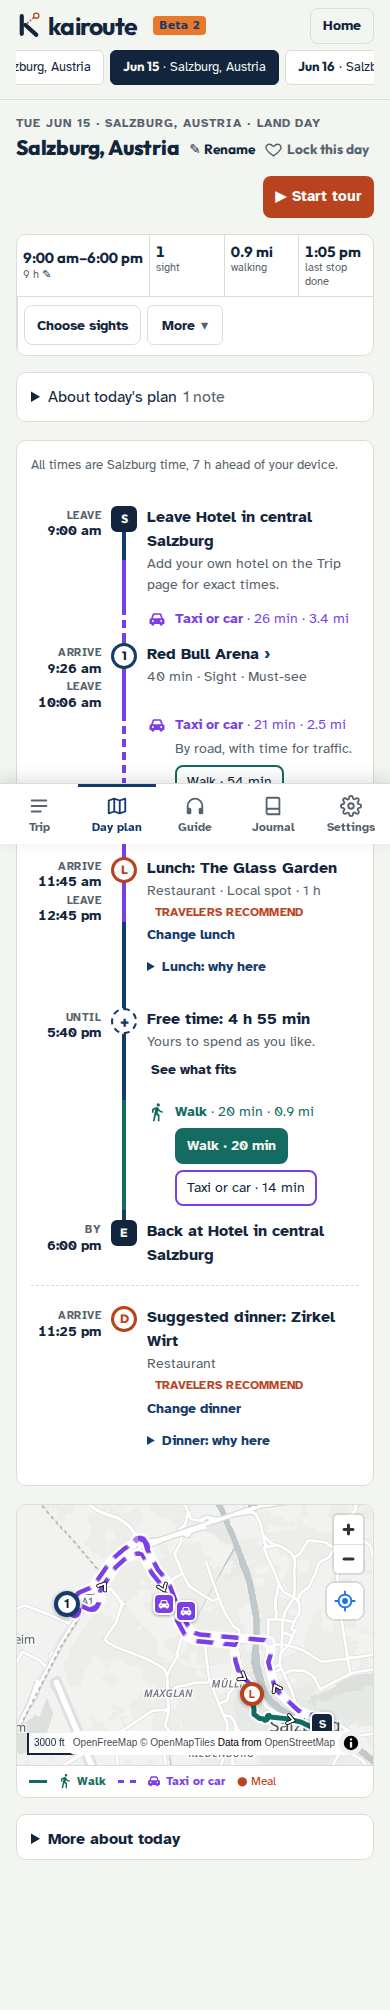 kairoute Beta 2 Home
zburg, Austria Jun 15 · Salzburg, Austria Jun 16 · Salzb
TUE JUN 15 · SALZBURG, AUSTRIA · LAND DAY
Salzburg, Austria ✎ Rename Lock this day
▶ Start tour
9:00 am–6:00 pm 1 0.9 mi 1:05 pm
9 h ✎ sight walking last stop
done
Choose sights More ▾
▶ About today's plan 1 note
All times are Salzburg time, 7 h ahead of your device.
LEAVE
9:00 am
S
Leave Hotel in central
Salzburg
Add your own hotel on the Trip
page for exact times.
Taxi or car · 26 min · 3.4 mi
ARRIVE
9:26 am
LEAVE
10:06 am
1
Red Bull Arena ›
40 min · Sight · Must-see
Taxi or car · 21 min · 2.5 mi
By road, with time for traffic.
Walk · 54 min
Trip Day plan Guide Journal Settings
ARRIVE
11:45 am
LEAVE
12:45 pm
L
Lunch: The Glass Garden
Restaurant · Local spot · 1 h
TRAVELERS RECOMMEND
Change lunch
▶ Lunch: why here
UNTIL
5:40 pm
+
Free time: 4 h 55 min
Yours to spend as you like.
See what fits
Walk · 20 min · 0.9 mi
Walk · 20 min
Taxi or car · 14 min
BY
6:00 pm
E
Back at Hotel in central
Salzburg
ARRIVE
11:25 pm
D
Suggested dinner: Zirkel
Wirt
Restaurant
TRAVELERS RECOMMEND
Change dinner
▶ Dinner: why here
+
−
1
A1
eim
MAXGLAN
L
S
3000 ft OpenFreeMap © OpenMapTiles Data from OpenStreetMap
Walk Taxi or car Meal
▶ More about today